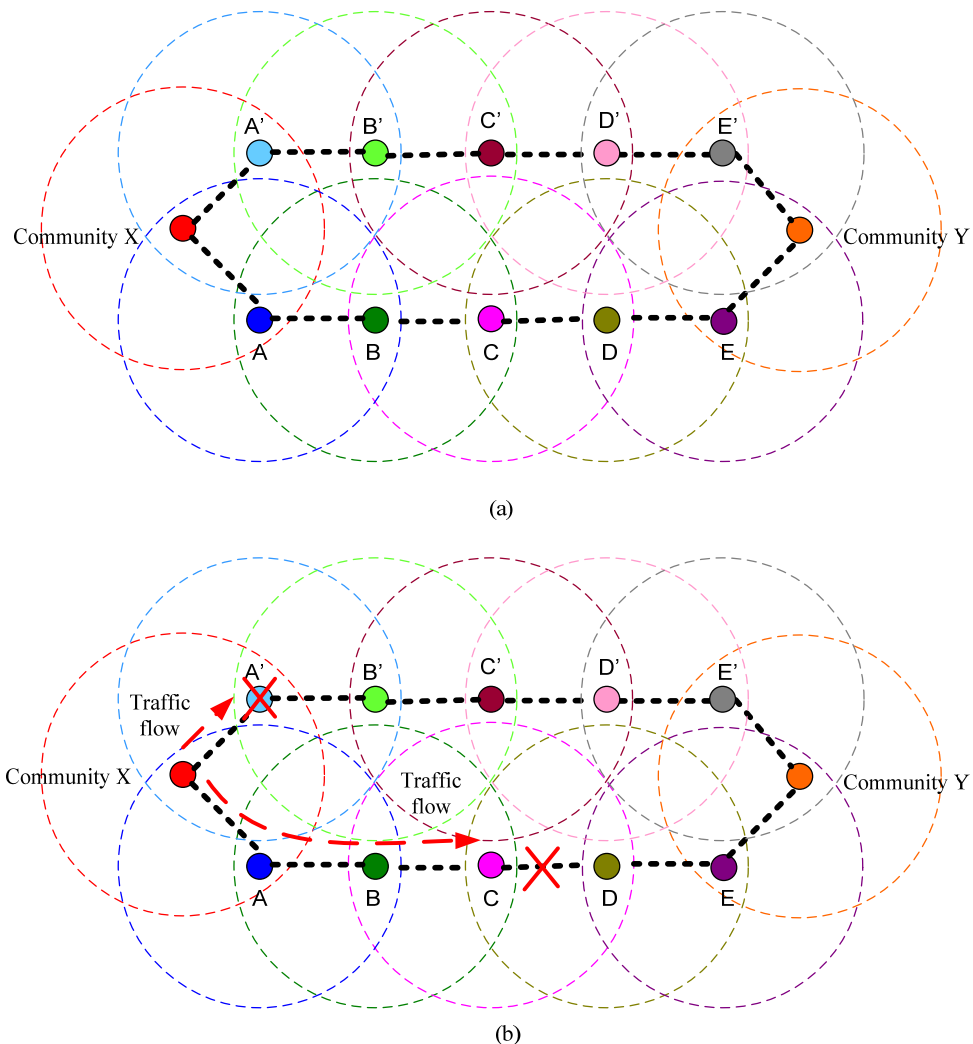 A’
B’
C’
D’
E’
Community X
Community Y
A
B
C
D
E
(a)
A’
B’
C’
D’
E’
Traffic
flow
Community X
Traffic
flow
Community Y
A
B
C
D
E
(b)